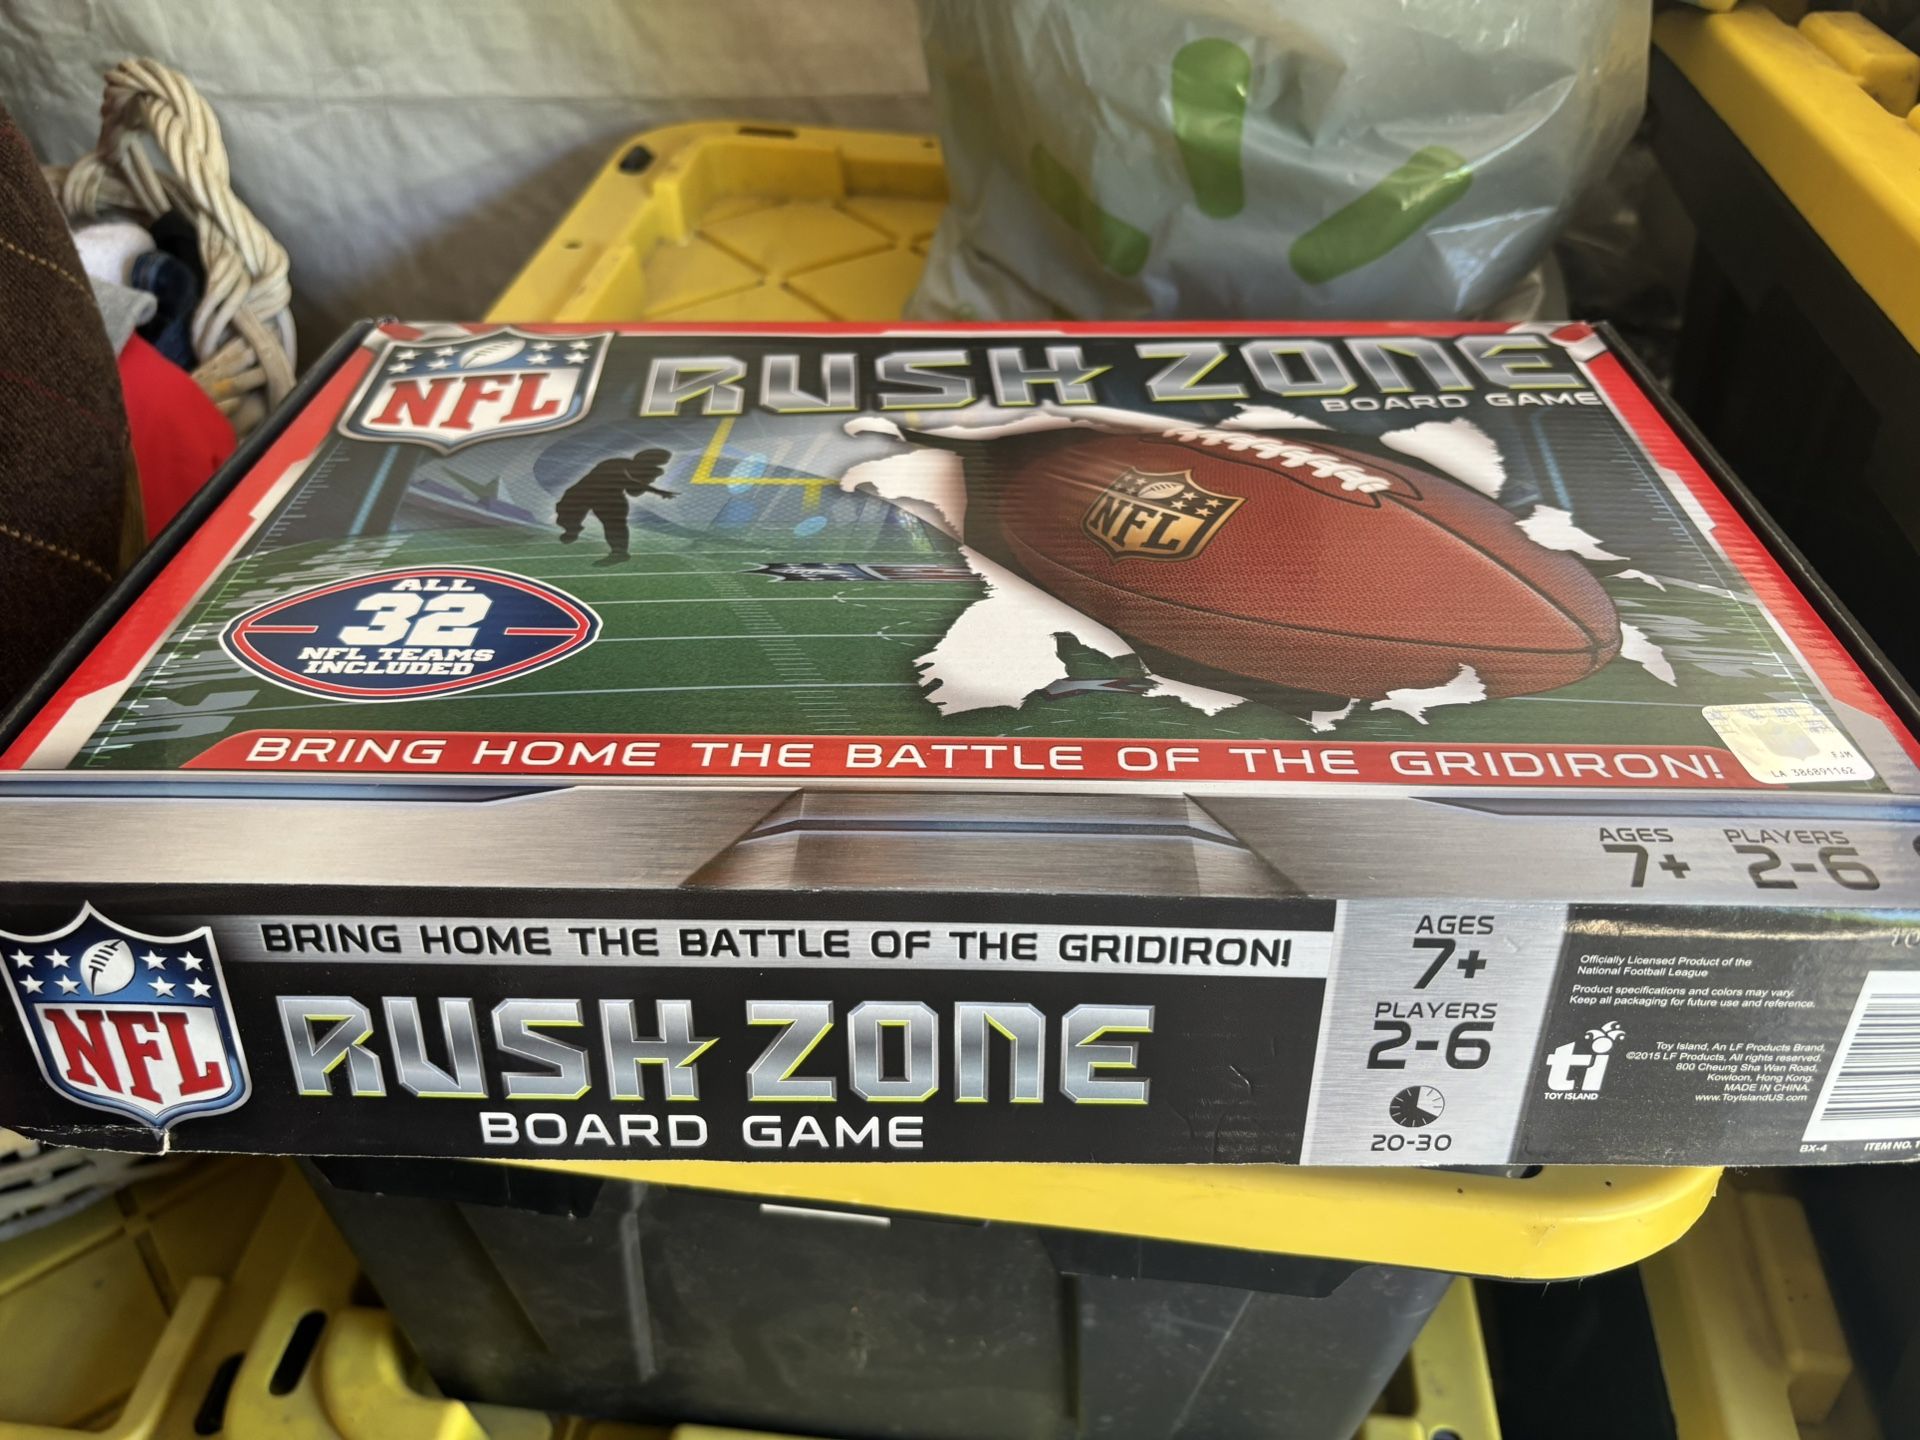 NFL
RUSH ZONE
BOARD GAME
NFL
ALL
32
NFL TEAMS
INCLUDED
BRING HOME THE BATTLE OF THE GRIDIRON!
FJM
LA 386891162
AGES
7+
PLAYERS
2-6
NFL
BRING HOME THE BATTLE OF THE GRIDIRON!
RUSH ZONE
BOARD GAME
AGES
7+
PLAYERS
2-6
20-30
Officially Licensed Product of the
National Football League
Product specifications and colors may vary.
Keep all packaging for future use and reference.
ti
TOY ISLAND
Toy Island, An LF Products Brand,
©2015 LF Products, All rights reserved.
800 Cheung Sha Wan Road,
Kowloon, Hong Kong.
MADE IN CHINA.
www.ToyIslandUS.com
BX-4
ITEM NO.